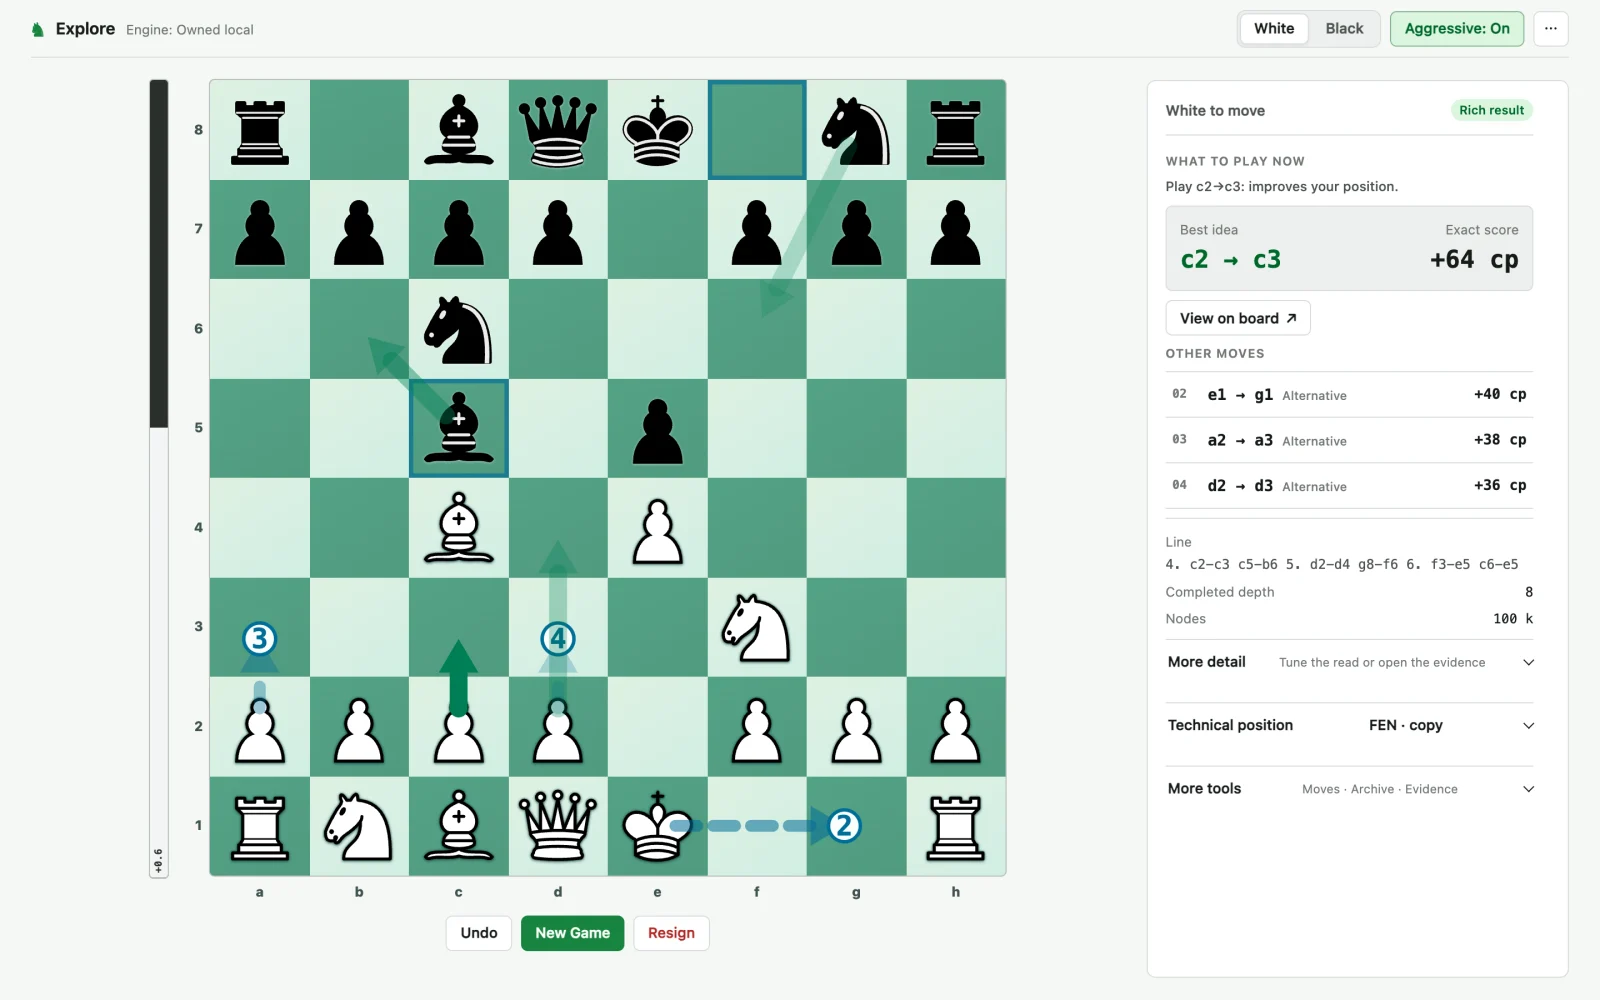 Explore Engine: Owned local
White Black Aggressive: On ...
White to move Rich result
WHAT TO PLAY NOW
Play c2→c3: improves your position.
Best idea Exact score
c2 → c3 +64 cp
View on board ↗
OTHER MOVES
02 e1 → g1 Alternative +40 cp
03 a2 → a3 Alternative +38 cp
04 d2 → d3 Alternative +36 cp
Line
4. c2-c3 c5-b6 5. d2-d4 g8-f6 6. f3-e5 c6-e5
Completed depth 8
Nodes 100 k
More detail Tune the read or open the evidence
Technical position FEN · copy
More tools Moves · Archive · Evidence
8
7
6
5
4
3
2
1
3
4
2
+0.6
a b c d e f g h
Undo New Game Resign